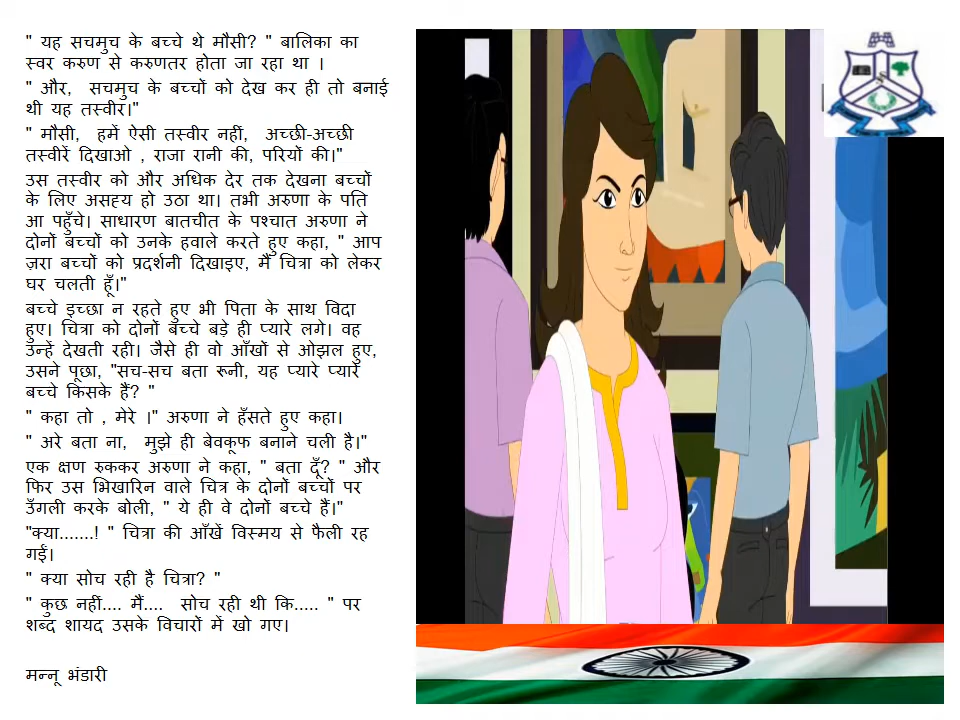 " यह सचमुच के बच्चे थे मौसी? " बालिका का
स्वर करुण से करुणतर होता जा रहा था ।
" और, सचमुच के बच्चों को देख कर ही तो बनाई
थी यह तस्वीर।"
" मौसी, हमें ऐसी तस्वीर नहीं, अच्छी-अच्छी
तस्वीरें दिखाओ , राजा रानी की, परियों की।"
उस तस्वीर को और अधिक देर तक देखना बच्चों
के लिए असह्य हो उठा था। तभी अरुणा के पति
आ पहुँचे। साधारण बातचीत के पश्चात अरुणा ने
दोनों बच्चों को उनके हवाले करते हुए कहा, " आप
ज़रा बच्चों को प्रदर्शनी दिखाइए, मैं चित्रा को लेकर
घर चलती हूँ।"
बच्चे इच्छा न रहते हुए भी पिता के साथ विदा
हुए। चित्रा को दोनों बच्चे बड़े ही प्यारे लगे। वह
उन्हें देखती रही। जैसे ही वो आँखों से ओझल हुए,
उसने पूछा, "सच-सच बता रूनी, यह प्यारे प्यारे
बच्चे किसके हैं? "
" कहा तो , मेरे ।" अरुणा ने हँसते हुए कहा।
" अरे बता ना, मुझे ही बेवकूफ बनाने चली है।"
एक क्षण रुककर अरुणा ने कहा, " बता दूँ? " और
फिर उस भिखारिन वाले चित्र के दोनों बच्चों पर
उँगली करके बोली, " ये ही वे दोनों बच्चे हैं।"
"क्या.......! " चित्रा की आँखें विस्मय से फैली रह
गईं।
" क्या सोच रही है चित्रा? "
" कुछ नहीं.... मैं.... सोच रही थी कि..... " पर
शब्द शायद उसके विचारों में खो गए।
मन्नू भंडारी